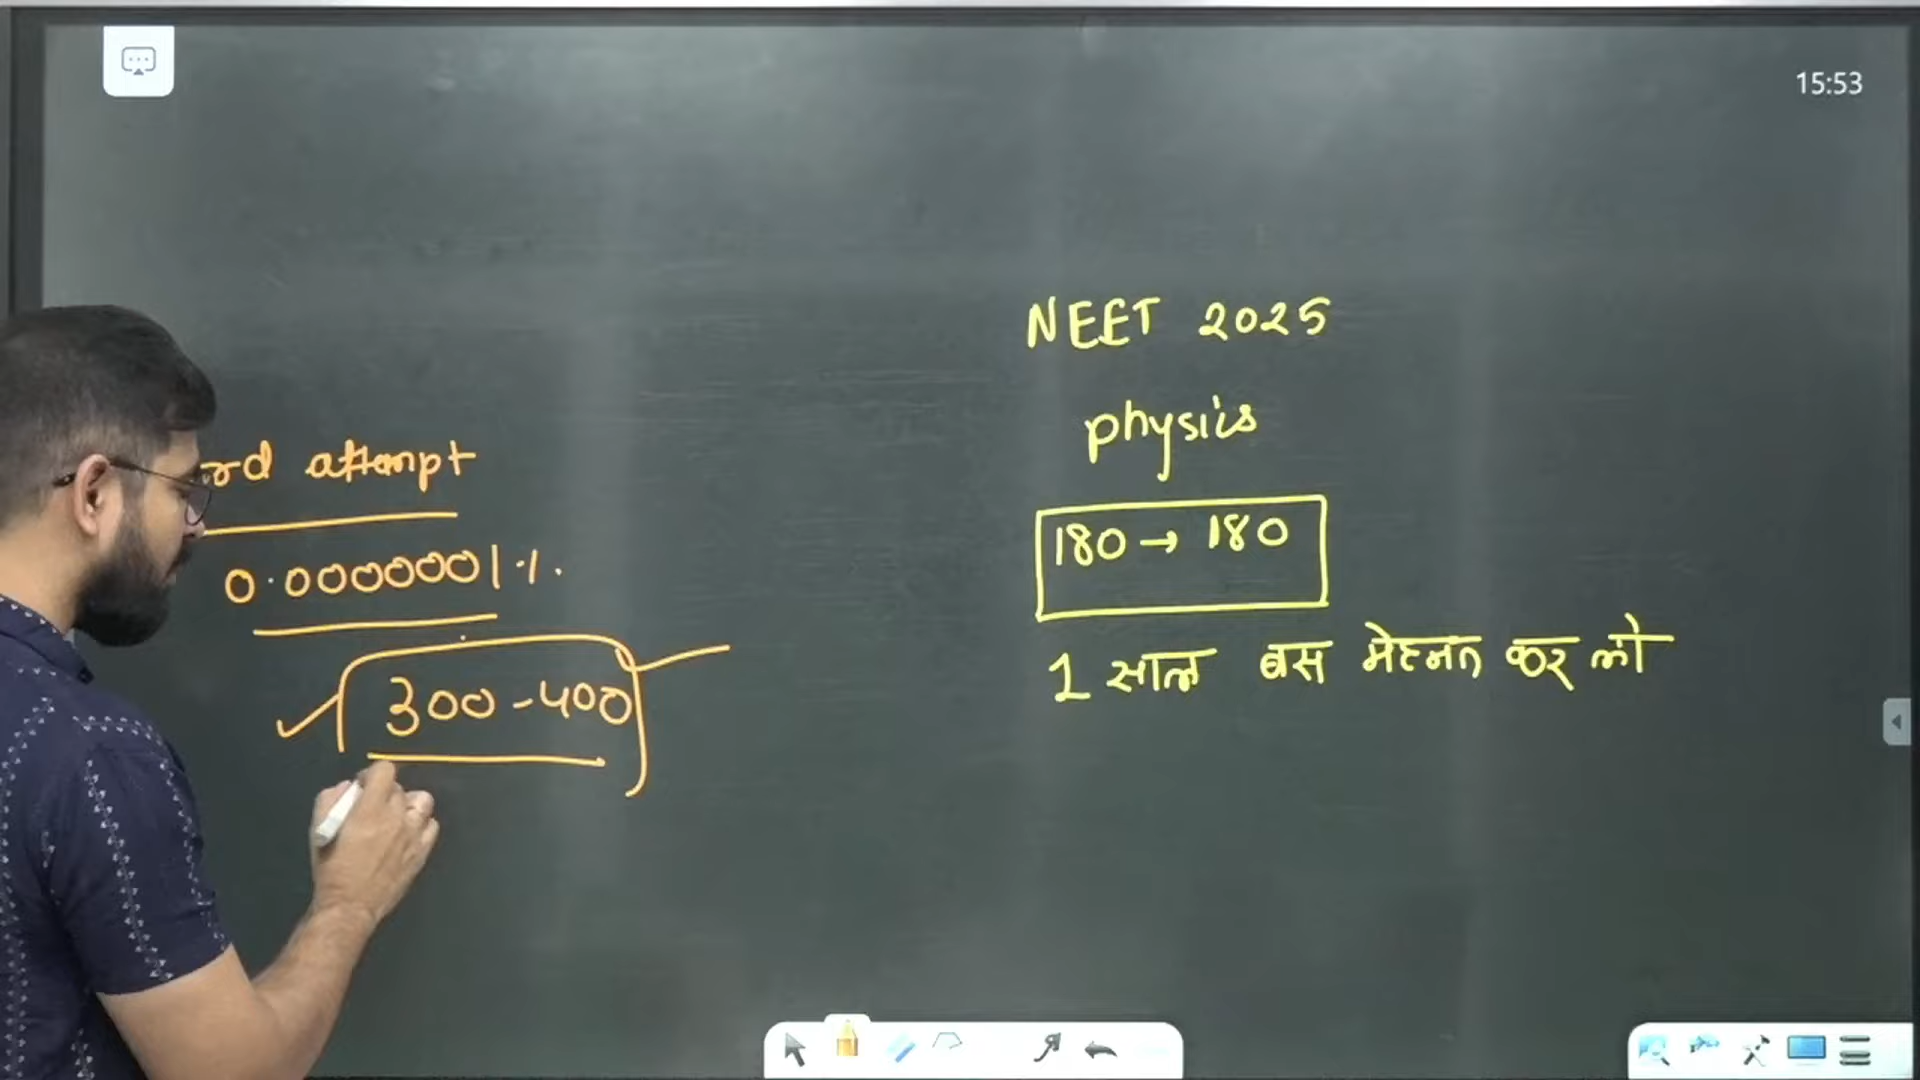 15:53
rd attempt
0.0000001 %.
300-400
NEET 2025
physics
180 → 180
1 साल बस मेहनत कर लो